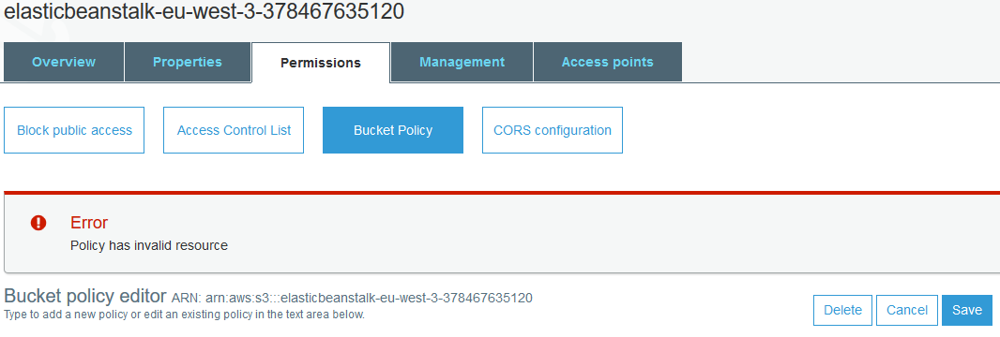 elasticbeanstalk-eu-west-3-378467635120
Overview Properties Permissions Management Access points
Block public access Access Control List Bucket Policy CORS configuration
Error
Policy has invalid resource
Bucket policy editor ARN: arn:aws:s3:::elasticbeanstalk-eu-west-3-378467635120
Type to add a new policy or edit an existing policy in the text area below.
Delete Cancel Save